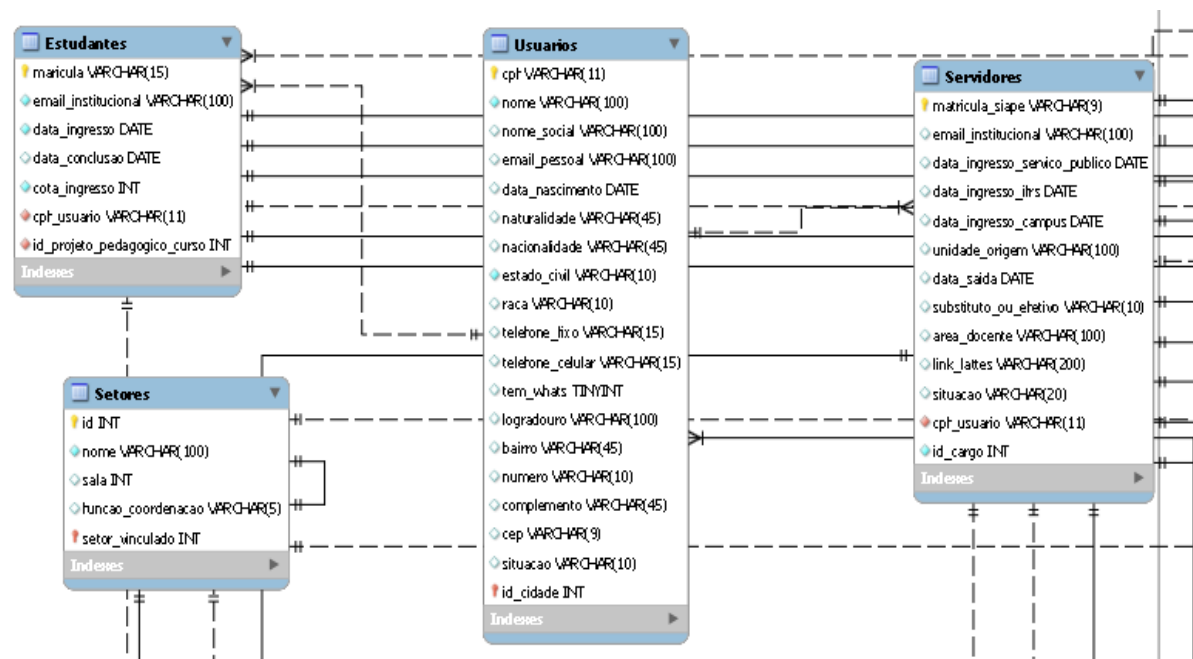 Estudantes
maricula VARCHAR(15)
email_institucional VARCHAR(100)
data_ingresso DATE
data_conclusao DATE
cota_ingresso INT
cpf_usuario VARCHAR(11)
id_projeto_pedagogico_curso INT
Indexes
Setores
id INT
nome VARCHAR(100)
sala INT
funcao_coordenacao VARCHAR(5)
setor_vinculado INT
Indexes
Usuarios
cpf VARCHAR(11)
nome VARCHAR(100)
nome_social VARCHAR(100)
email_pessoal VARCHAR(100)
data_nascimento DATE
naturalidade VARCHAR(45)
nacionalidade VARCHAR(45)
estado_civil VARCHAR(10)
raca VARCHAR(10)
telefone_fixo VARCHAR(15)
telefone_celular VARCHAR(15)
tem_whats TINYINT
logradouro VARCHAR(100)
bairro VARCHAR(45)
numero VARCHAR(10)
complemento VARCHAR(45)
cep VARCHAR(9)
situacao VARCHAR(10)
id_cidade INT
Indexes
Servidores
matricula_siape VARCHAR(9)
email_institucional VARCHAR(100)
data_ingresso_servico_publico DATE
data_ingresso_ifrs DATE
data_ingresso_campus DATE
unidade_origem VARCHAR(100)
data_saida DATE
substituto_ou_efetivo VARCHAR(10)
area_docente VARCHAR(100)
link_lattes VARCHAR(200)
situacao VARCHAR(20)
cpf_usuario VARCHAR(11)
id_cargo INT
Indexes